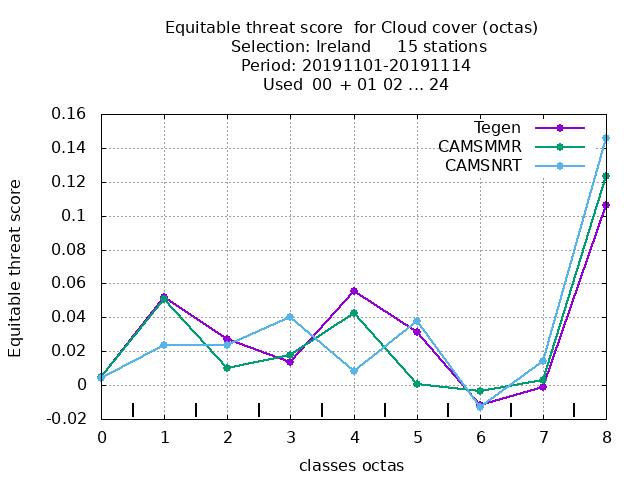 Equitable threat score  for Cloud cover (octas)
Selection: Ireland     15 stations
Period: 20191101-20191114
Used  00  + 01 02 ... 24
Tegen
CAMSMMR
CAMSNRT
Equitable threat score
0.16
0.14
0.12
0.1
0.08
0.06
0.04
0.02
0
-0.02
0 1 2 3 4 5 6 7 8
classes octas